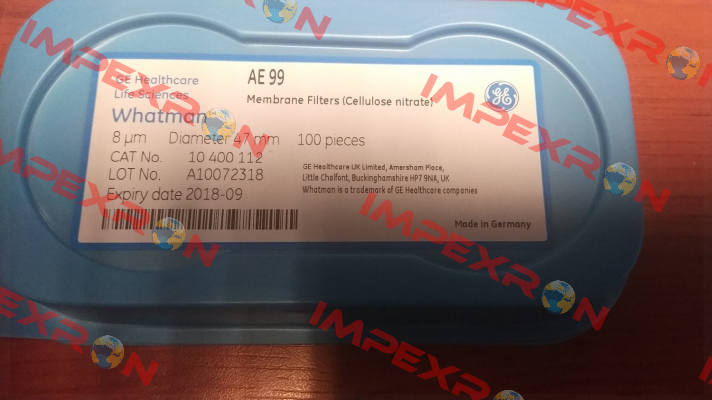 GE Healthcare
Life Sciences
AE 99
Membrane Filters (Cellulose nitrate)
GE
Whatman™
8 µm Diameter 47 mm 100 pieces
CAT No. 10 400 112
LOT No. A10072318
Expiry date 2018-09
GE Healthcare UK Limited, Amersham Place,
Little Chalfont, Buckinghamshire HP7 9NA, UK
Whatman is a trademark of GE Healthcare companies
Made in Germany
IMPEXRON
IMPEXRON
IMPEXRON
IMPEXRON
IMPEXRON
IMPEXRON